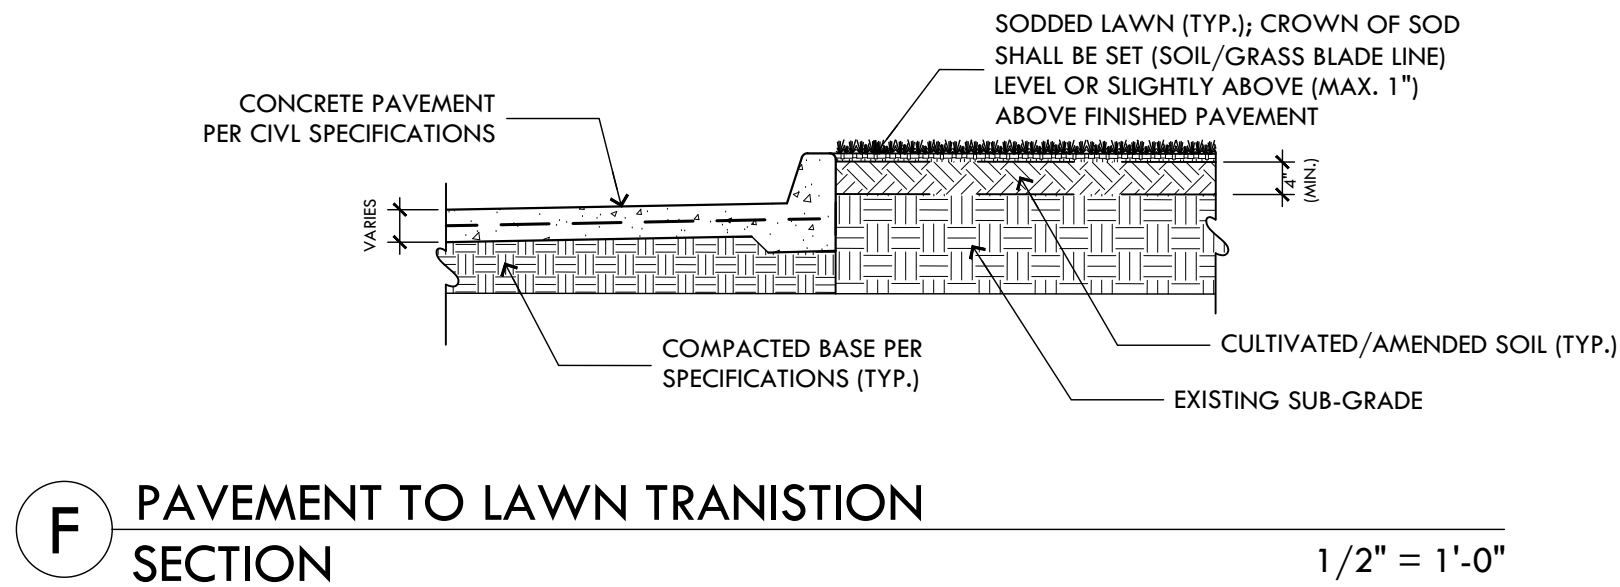 SODDED LAWN (TYP.); CROWN OF SOD
SHALL BE SET (SOIL/GRASS BLADE LINE)
LEVEL OR SLIGHTLY ABOVE (MAX. 1")
ABOVE FINISHED PAVEMENT
CONCRETE PAVEMENT
PER CIVL SPECIFICATIONS
VARIES
4"
(MIN.)
COMPACTED BASE PER
SPECIFICATIONS (TYP.)
CULTIVATED/AMENDED SOIL (TYP.)
EXISTING SUB-GRADE
F
PAVEMENT TO LAWN TRANISTION
SECTION
1/2" = 1'-0"